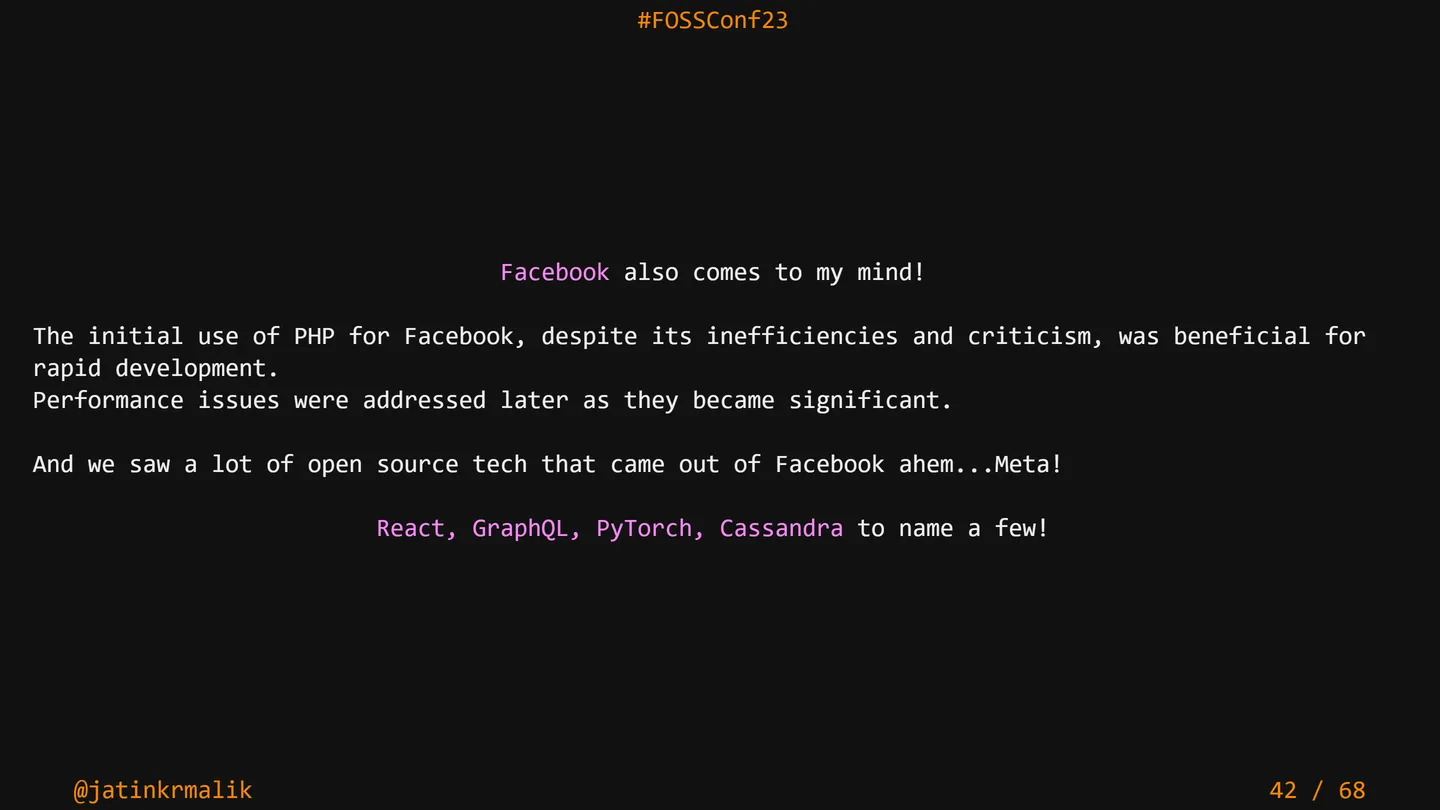 #FOSSConf23
Facebook also comes to my mind!
The initial use of PHP for Facebook, despite its inefficiencies and criticism, was beneficial for
rapid development.
Performance issues were addressed later as they became significant.
And we saw a lot of open source tech that came out of Facebook ahem...Meta!
React, GraphQL, PyTorch, Cassandra to name a few!
@jatinkrmalik
42 / 68